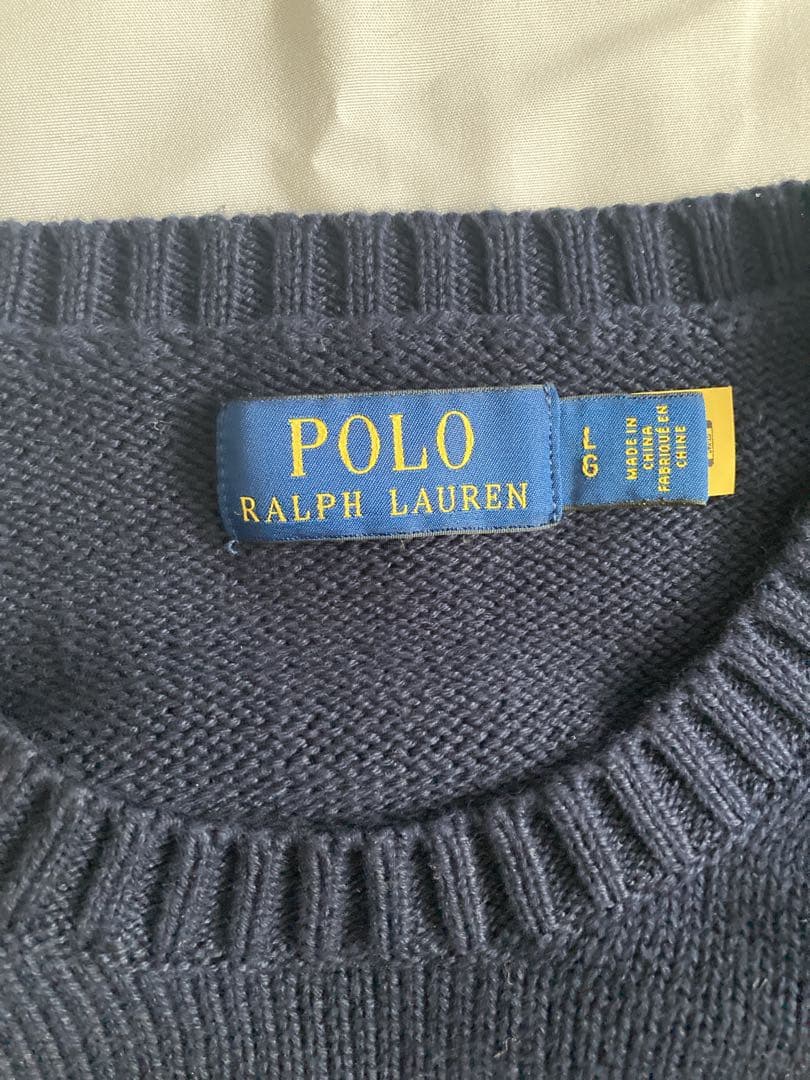 POLO
RALPH LAUREN
L
G
MADE IN
CHINA
FABRIQUÉ EN
CHINE